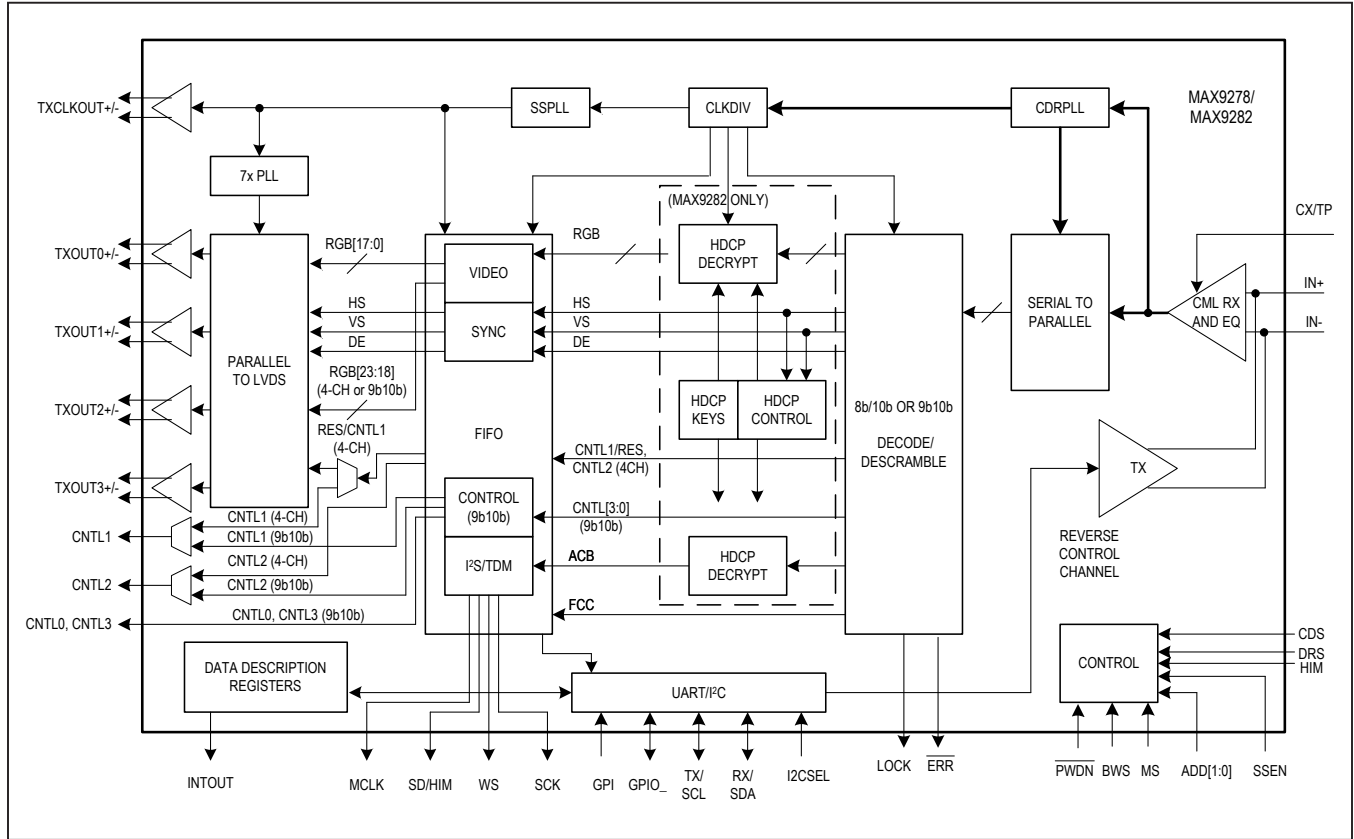 MAX9278/
MAX9282
TXCLKOUT+/-
SSPLL
CLKDIV
CDRPLL
7x PLL
(MAX9282 ONLY)
CX/TP
TXOUT0+/-
RGB[17:0]
VIDEO
RGB
HDCP
DECRYPT
IN+
TXOUT1+/-
HS
VS
DE
SYNC
HS
VS
DE
SERIAL TO
PARALLEL
CML RX
AND EQ
IN-
PARALLEL
TO LVDS
RGB[23:18]
(4-CH or 9b10b)
TXOUT2+/-
RES/CNTL1
(4-CH)
FIFO
HDCP
KEYS
HDCP
CONTROL
8b/10b OR 9b10b
DECODE/
DESCRAMBLE
CNTL1/RES,
CNTL2 (4CH)
TX
TXOUT3+/-
CONTROL
(9b10b)
CNTL[3:0]
(9b10b)
CNTL1
CNTL1 (4-CH)
CNTL1 (9b10b)
I²S/TDM
ACB
HDCP
DECRYPT
REVERSE
CONTROL
CHANNEL
CNTL2
CNTL2 (4-CH)
CNTL2 (9b10b)
FCC
CNTL0, CNTL3
CNTL0, CNTL3 (9b10b)
DATA DESCRIPTION
REGISTERS
UART/I²C
CONTROL
CDS
DRS
HIM
INTOUT
MCLK
SD/HIM
WS
SCK
GPI
GPIO_
TX/
SCL
RX/
SDA
I2CSEL
LOCK
ERR
PWDN
BWS
MS
ADD[1:0]
SSEN